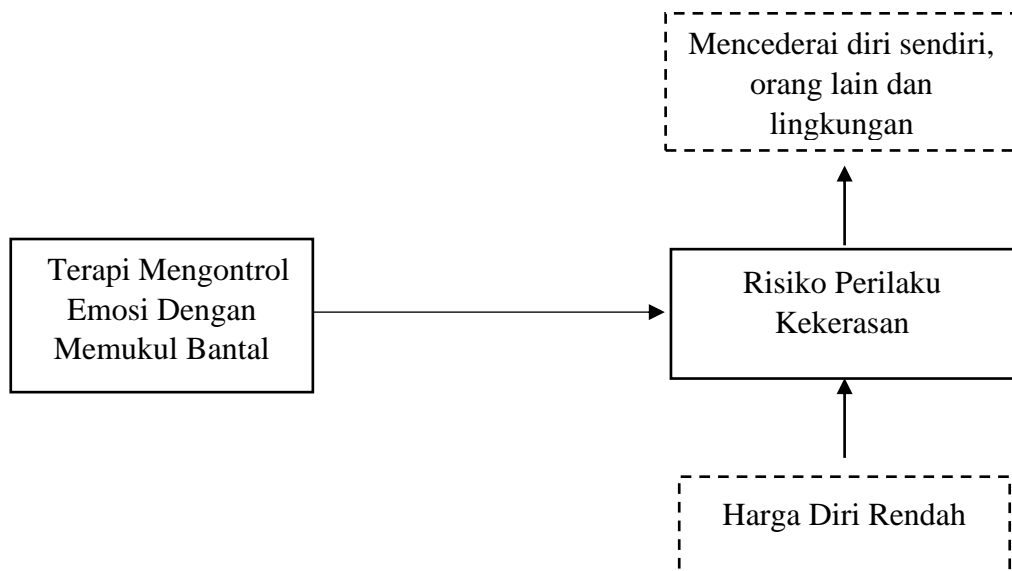 Mencederai diri sendiri,
orang lain dan
lingkungan
Terapi Mengontrol
Emosi Dengan
Memukul Bantal
Risiko Perilaku
Kekerasan
Harga Diri Rendah